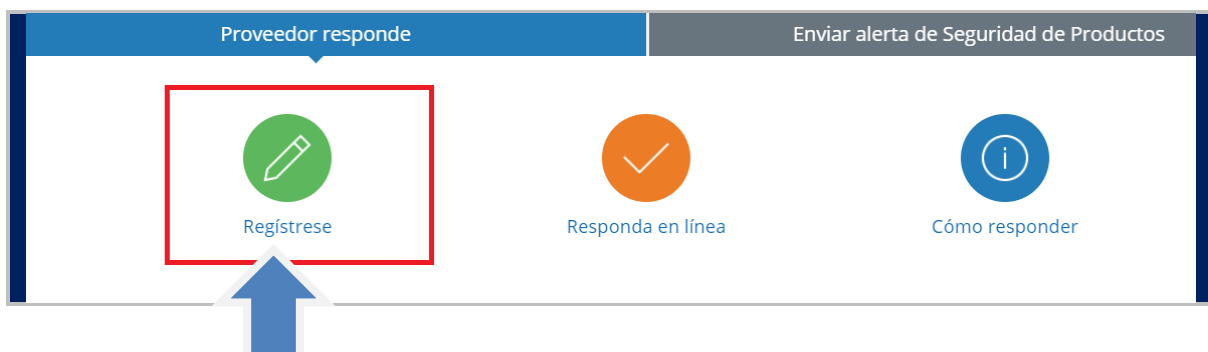 Proveedor responde
Enviar alerta de Seguridad de Productos
Regístrese
Responda en línea
Cómo responder